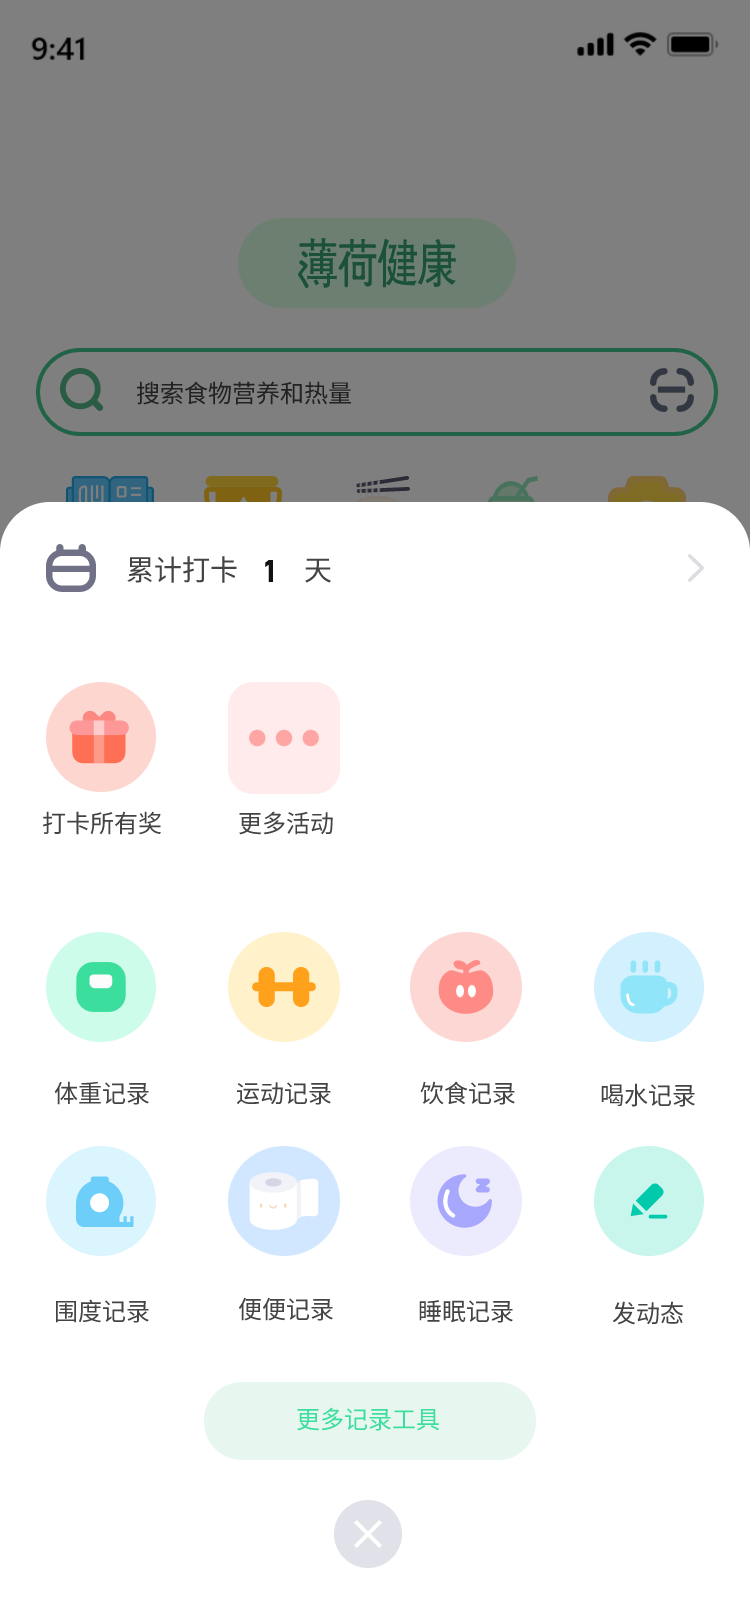 9:41
薄荷健康
搜索食物营养和热量
累计打卡 1 天
打卡所有奖 更多活动
体重记录 运动记录 饮食记录 喝水记录
围度记录 便便记录 睡眠记录 发动态
更多记录工具